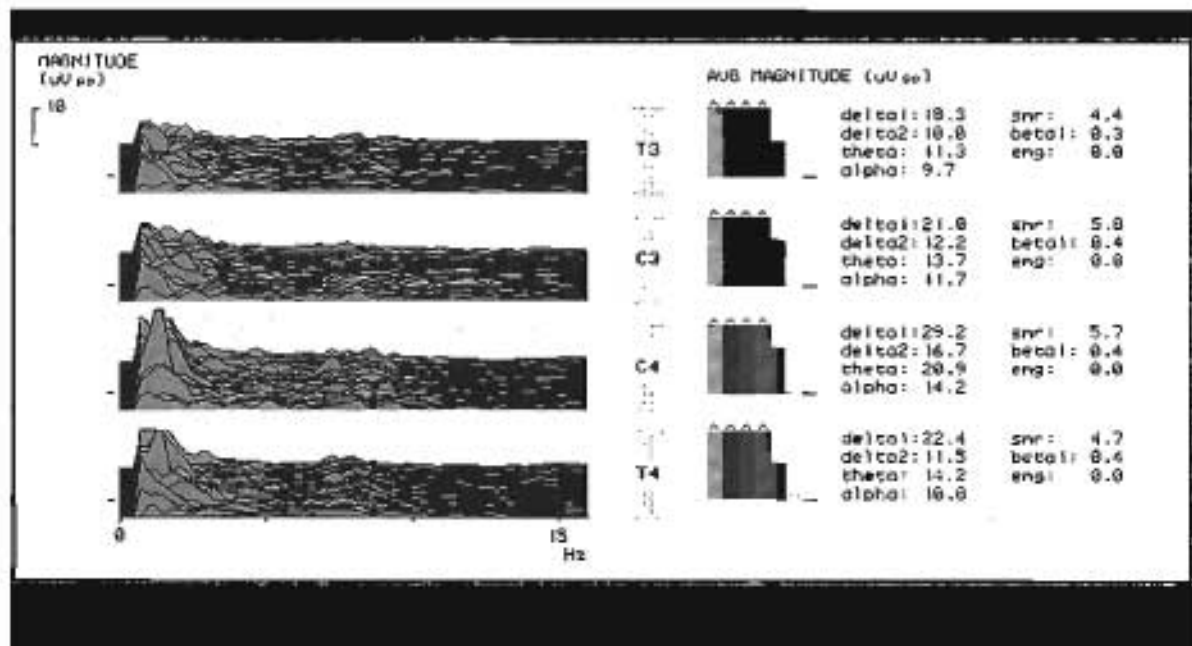 MAGNITUDE
(uV pp)
10
T3
C3
C4
T4
0
15
Hz
AVG MAGNITUDE (uV pp)
delta1: 18.3 smr: 4.4
delta2: 10.0 beta1: 0.3
theta: 11.3 emg: 0.0
alpha: 9.7
delta1: 21.0 smr: 5.0
delta2: 12.2 beta1: 0.4
theta: 13.7 emg: 0.0
alpha: 11.7
delta1: 29.2 smr: 5.7
delta2: 16.7 beta1: 0.4
theta: 20.9 emg: 0.0
alpha: 14.2
delta1: 22.4 smr: 4.7
delta2: 11.5 beta1: 0.4
theta: 14.2 emg: 0.0
alpha: 10.0